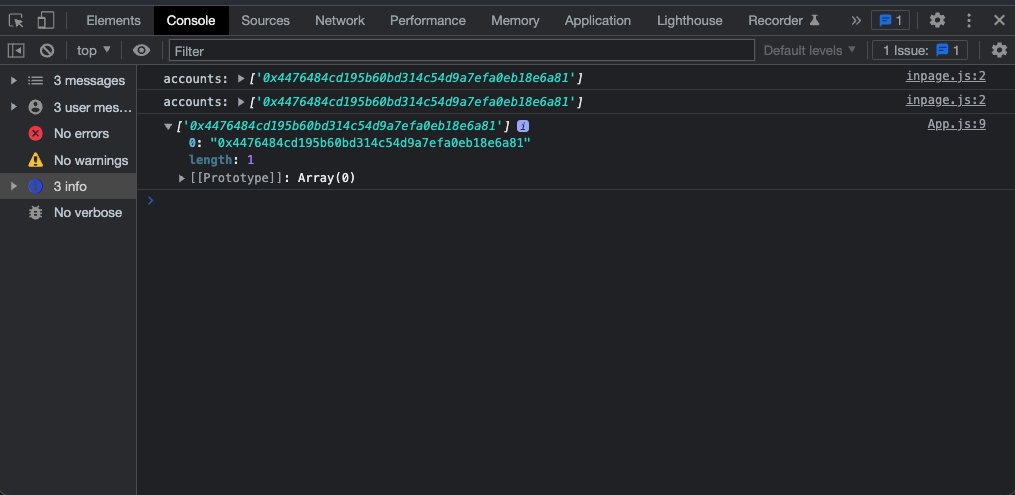 Elements Console Sources Network Performance Memory Application Lighthouse Recorder » 1
top Filter Default levels 1 Issue: 1
3 messages
3 user mes...
No errors
No warnings
3 info
No verbose
accounts: ['0x4476484cd195b60bd314c54d9a7efa0eb18e6a81'] inpage.js:2
accounts: ['0x4476484cd195b60bd314c54d9a7efa0eb18e6a81'] inpage.js:2
['0x4476484cd195b60bd314c54d9a7efa0eb18e6a81'] i App.js:9
0: "0x4476484cd195b60bd314c54d9a7efa0eb18e6a81"
length: 1
[[Prototype]]: Array(0)